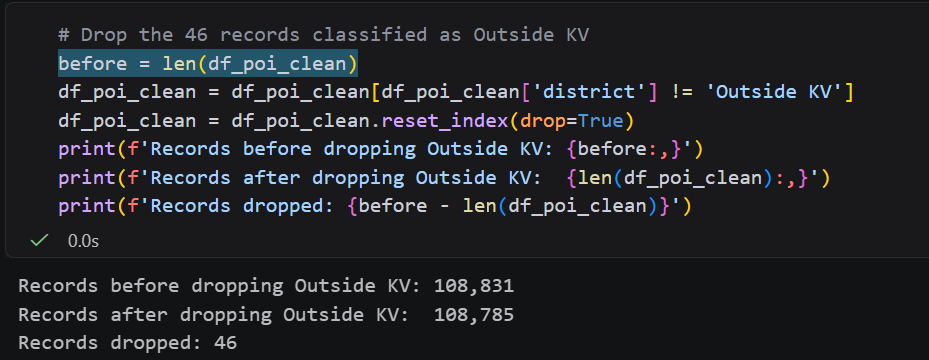 # Drop the 46 records classified as Outside KV
before = len(df_poi_clean)
df_poi_clean = df_poi_clean[df_poi_clean['district'] != 'Outside KV']
df_poi_clean = df_poi_clean.reset_index(drop=True)
print(f'Records before dropping Outside KV: {before:,}')
print(f'Records after dropping Outside KV:  {len(df_poi_clean):,}')
print(f'Records dropped: {before - len(df_poi_clean)}')
0.0s
Records before dropping Outside KV: 108,831
Records after dropping Outside KV:  108,785
Records dropped: 46